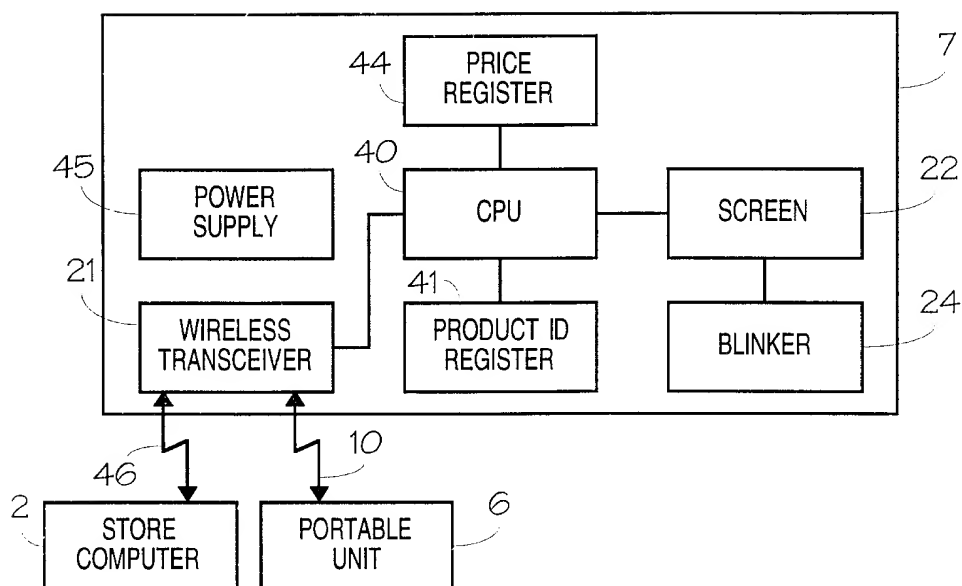 7
44
PRICE
REGISTER
45
POWER
SUPPLY
40
CPU
22
SCREEN
21
WIRELESS
TRANSCEIVER
41
PRODUCT ID
REGISTER
24
BLINKER
46
10
2
STORE
COMPUTER
6
PORTABLE
UNIT